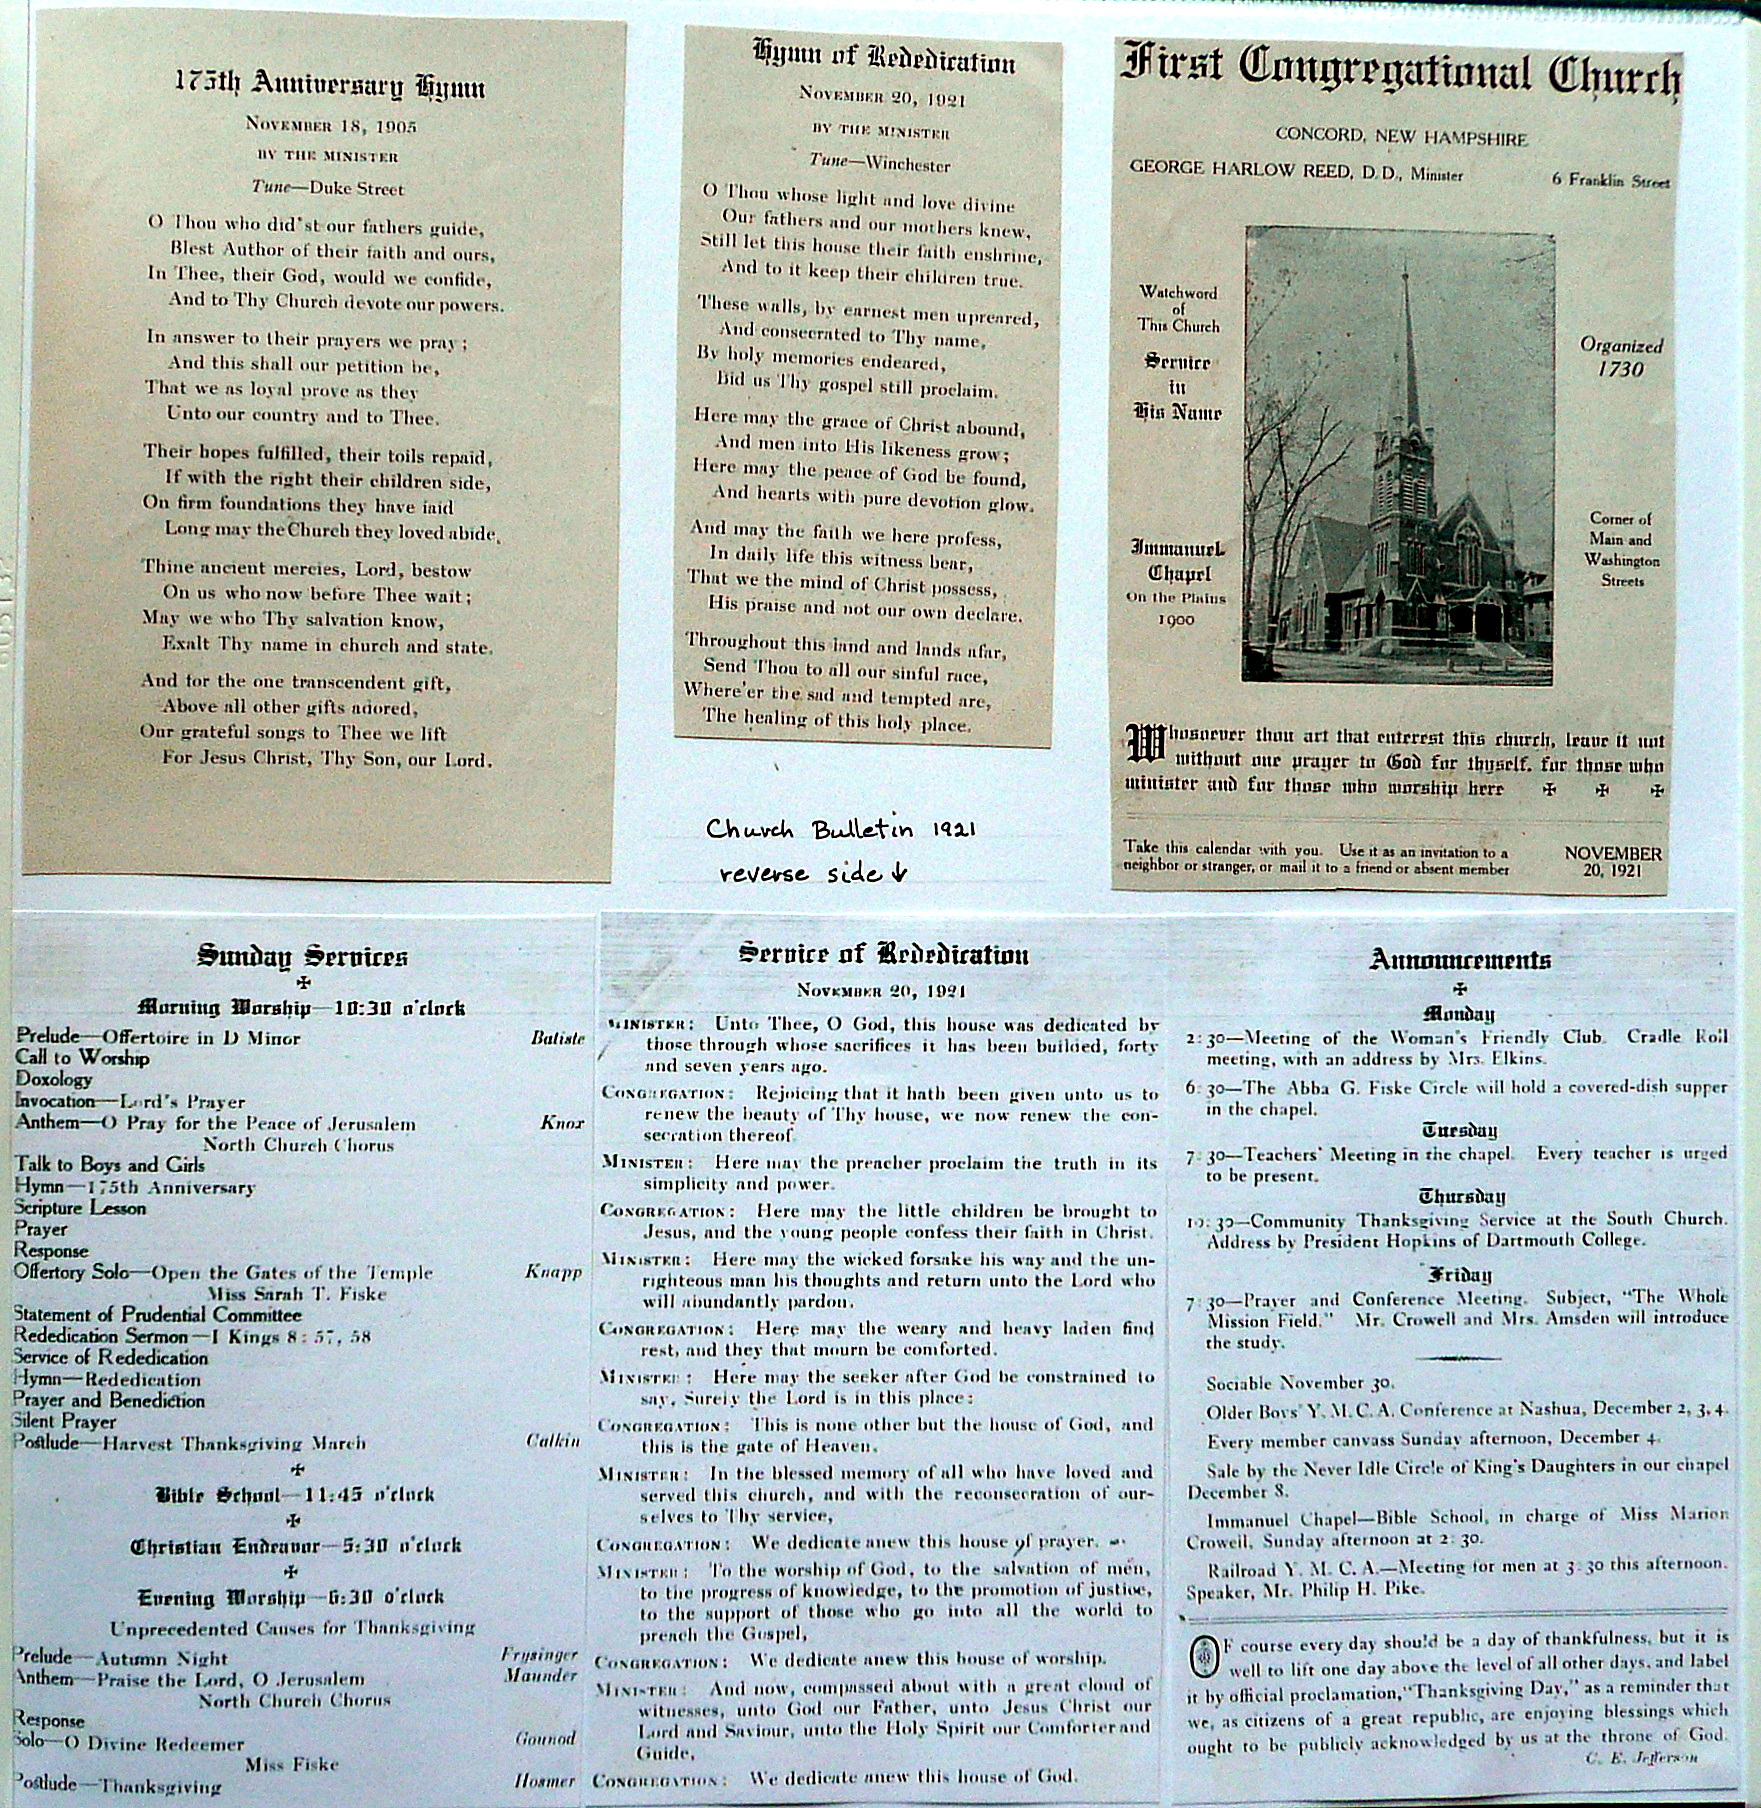 175th Anniversary Hymn
November 18, 1905
BY THE MINISTER
Tune—Duke Street
O Thou who did'st our fathers guide,
Blest Author of their faith and ours,
In Thee, their God, would we confide,
And to Thy Church devote our powers.
In answer to their prayers we pray;
And this shall our petition be,
That we as loyal prove as they
Unto our country and to Thee.
Their hopes fulfilled, their toils repaid,
If with the right their children side,
On firm foundations they have laid
Long may the Church they loved abide.
Thine ancient mercies, Lord, bestow
On us who now before Thee wait;
May we who Thy salvation know,
Exalt Thy name in church and state.
And for the one transcendent gift,
Above all other gifts adored,
Our grateful songs to Thee we lift
For Jesus Christ, Thy Son, our Lord.
Hymn of Rededication
November 20, 1921
BY THE MINISTER
Tune—Winchester
O Thou whose light and love divine
Our fathers and our mothers knew,
Still let this house their faith enshrine,
And to it keep their children true.
These walls, by earnest men upreared,
And consecrated to Thy name,
By holy memories endeared,
Bid us Thy gospel still proclaim.
Here may the grace of Christ abound,
And men into His likeness grow;
Here may the peace of God be found,
And hearts with pure devotion glow.
And may the faith we here profess,
In daily life this witness bear,
That we the mind of Christ possess,
His praise and not our own declare.
Throughout this land and lands afar,
Send Thou to all our sinful race,
Where'er the sad and tempted are,
The healing of this holy place.
Church Bulletin 1921
reverse side ↓
First Congregational Church
CONCORD, NEW HAMPSHIRE
GEORGE HARLOW REED, D.D., Minister 6 Franklin Street
Watchword
of
This Church
Service
in
His Name
Immanuel
Chapel
On the Plains
1900
Organized
1730
Corner of
Main and
Washington
Streets
Whosoever thou art that enterest this church, leave it not
without one prayer to God for thyself, for those who
minister and for those who worship here ✠ ✠ ✠
Take this calendar with you. Use it as an invitation to a
neighbor or stranger, or mail it to a friend or absent member
NOVEMBER
20, 1921
Sunday Services
✠
Morning Worship—10:30 o'clock
Prelude—Offertoire in D Minor Batiste
Call to Worship
Doxology
Invocation—Lord's Prayer
Anthem—O Pray for the Peace of Jerusalem Knox
North Church Chorus
Talk to Boys and Girls
Hymn—175th Anniversary
Scripture Lesson
Prayer
Response
Offertory Solo—Open the Gates of the Temple Knapp
Miss Sarah T. Fiske
Statement of Prudential Committee
Rededication Sermon—I Kings 8: 57, 58
Service of Rededication
Hymn—Rededication
Prayer and Benediction
Silent Prayer
Postlude—Harvest Thanksgiving March Calkin
✠
Bible School—11:45 o'clock
✠
Christian Endeavor—5:30 o'clock
✠
Evening Worship—6:30 o'clock
Unprecedented Causes for Thanksgiving
Prelude—Autumn Night Frysinger
Anthem—Praise the Lord, O Jerusalem Maunder
North Church Chorus
Response
Solo—O Divine Redeemer Gounod
Miss Fiske
Postlude—Thanksgiving Hosmer
Service of Rededication
November 20, 1921
MINISTER: Unto Thee, O God, this house was dedicated by
those through whose sacrifices it has been builded, forty
and seven years ago.
CONGREGATION: Rejoicing that it hath been given unto us to
renew the beauty of Thy house, we now renew the con-
secration thereof.
MINISTER: Here may the preacher proclaim the truth in its
simplicity and power.
CONGREGATION: Here may the little children be brought to
Jesus, and the young people confess their faith in Christ.
MINISTER: Here may the wicked forsake his way and the un-
righteous man his thoughts and return unto the Lord who
will abundantly pardon.
CONGREGATION: Here may the weary and heavy laden find
rest, and they that mourn be comforted.
MINISTER: Here may the seeker after God be constrained to
say, Surely the Lord is in this place:
CONGREGATION: This is none other but the house of God, and
this is the gate of Heaven.
MINISTER: In the blessed memory of all who have loved and
served this church, and with the reconsecration of our-
selves to Thy service,
CONGREGATION: We dedicate anew this house of prayer.
MINISTER: To the worship of God, to the salvation of men,
to the progress of knowledge, to the promotion of justice,
to the support of those who go into all the world to
preach the Gospel,
CONGREGATION: We dedicate anew this house of worship.
MINISTER: And now, compassed about with a great cloud of
witnesses, unto God our Father, unto Jesus Christ our
Lord and Saviour, unto the Holy Spirit our Comforter and
Guide,
CONGREGATION: We dedicate anew this house of God.
Announcements
✠
Monday
2:30—Meeting of the Woman's Friendly Club. Cradle Roll
meeting, with an address by Mrs. Elkins.
6:30—The Abba G. Fiske Circle will hold a covered-dish supper
in the chapel.
Tuesday
7:30—Teachers' Meeting in the chapel. Every teacher is urged
to be present.
Thursday
10:30—Community Thanksgiving Service at the South Church.
Address by President Hopkins of Dartmouth College.
Friday
7:30—Prayer and Conference Meeting. Subject, "The Whole
Mission Field." Mr. Crowell and Mrs. Amsden will introduce
the study.
Sociable November 30.
Older Boys' Y. M. C. A. Conference at Nashua, December 2, 3, 4.
Every member canvass Sunday afternoon, December 4.
Sale by the Never Idle Circle of King's Daughters in our chapel
December 8.
Immanuel Chapel—Bible School, in charge of Miss Marion
Crowell, Sunday afternoon at 2:30.
Railroad Y. M. C. A.—Meeting for men at 3:30 this afternoon.
Speaker, Mr. Philip H. Pike.
OF course every day should be a day of thankfulness, but it is
well to lift one day above the level of all other days, and label
it by official proclamation, "Thanksgiving Day," as a reminder that
we, as citizens of a great republic, are enjoying blessings which
ought to be publicly acknowledged by us at the throne of God.
C. E. Jefferson